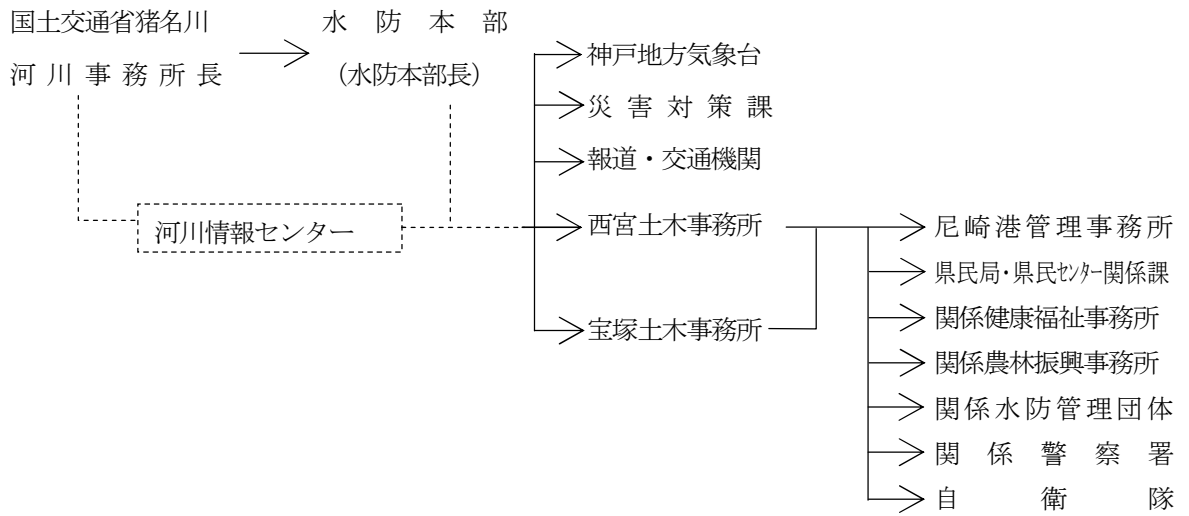 国土交通省猪名川
河川事務所長
水防本部
（水防本部長）
河川情報センター
神戸地方気象台
災害対策課
報道・交通機関
西宮土木事務所
宝塚土木事務所
尼崎港管理事務所
県民局・県民ｾﾝﾀｰ関係課
関係健康福祉事務所
関係農林振興事務所
関係水防管理団体
関係警察署
自衛隊